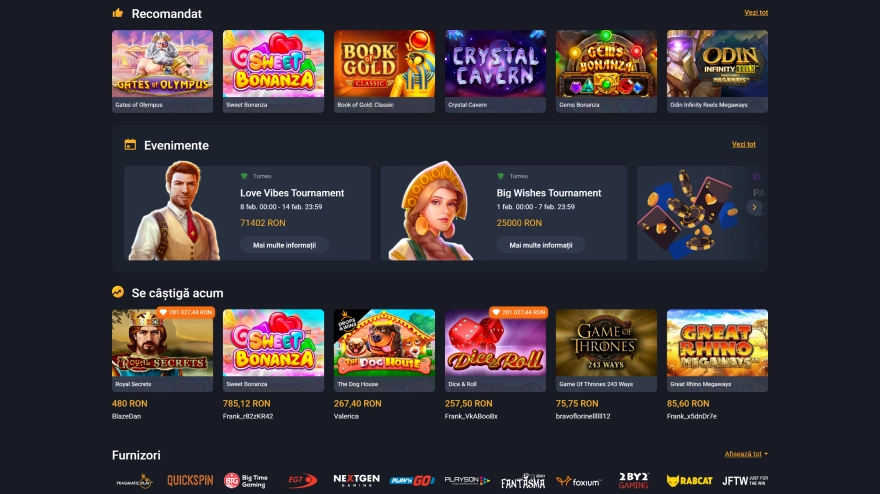 Recomandat
Vezi tot
GATES of OLYMPUS
SWEET BONANZA
BOOK OF GOLD CLASSIC
CRYSTAL CAVERN
GEMS BONANZA
ODIN INFINITY REELS MEGAWAYS
Gates of Olympus
Sweet Bonanza
Book of Gold: Classic
Crystal Cavern
Gems Bonanza
Odin Infinity Reels Megaways
Evenimente
Vezi tot
Turneu
Love Vibes Tournament
8 feb. 00:00 - 14 feb. 23:59
71402 RON
Mai multe informații
Turneu
Big Wishes Tournament
1 feb. 00:00 - 7 feb. 23:59
25000 RON
Mai multe informații
PA
Se câștigă acum
281 027,44 RON
281 027,44 RON
ROYAL SECRETS
SWEET BONANZA
DROPS & WINS
THE DOG HOUSE
Dice & Roll
GAME OF THRONES
243 WAYS
GREAT RHINO MEGAWAYS
Royal Secrets
Sweet Bonanza
The Dog House
Dice & Roll
Game Of Thrones 243 Ways
Great Rhino Megaways
480 RON
785,12 RON
267,40 RON
257,50 RON
75,75 RON
85,60 RON
BlazeDan
Frank_r82zKR42
Valerica
Frank_VkABooBx
Frank_x5dnDr7e
Furnizori
Afisează tot
PRAGMATIC PLAY
QUICKSPIN
BTG Big Time Gaming
EGT
NEXTGEN GAMING
PLAY'n GO
PLAYSON
FANTASMA
foxium
2BY2 GAMING
RABCAT
JFTW JUST FOR THE WIN